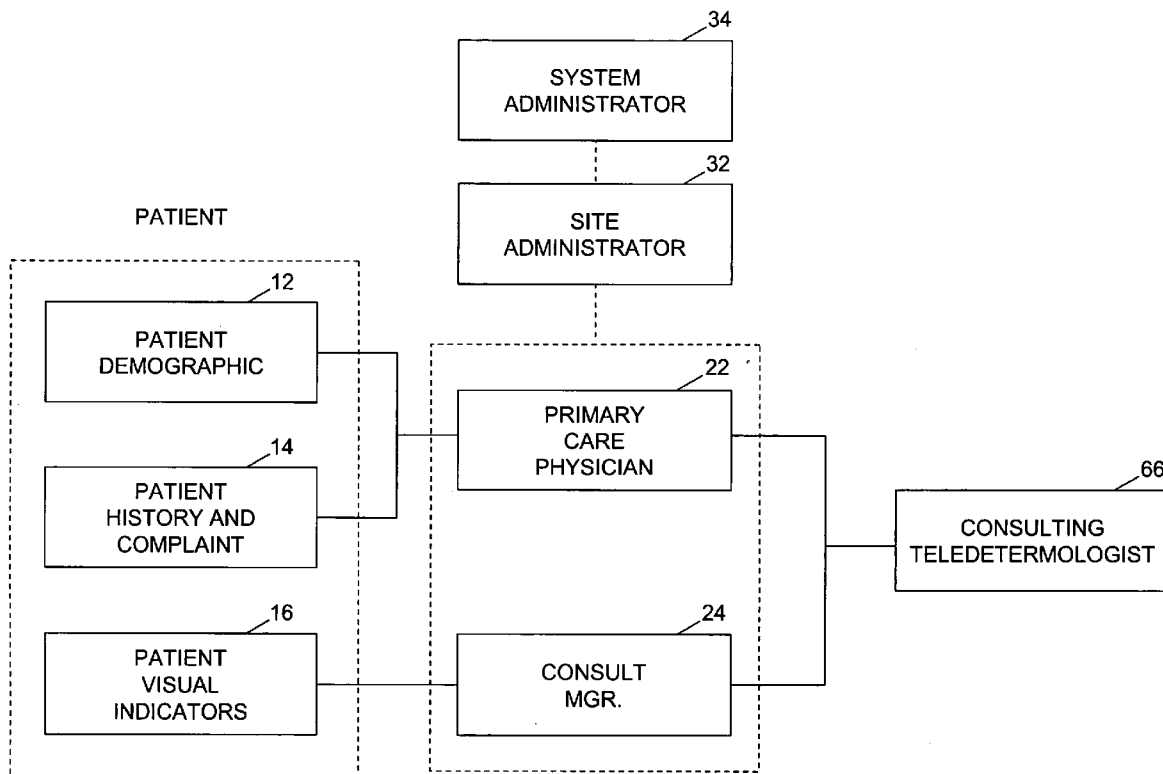 34
SYSTEM
ADMINISTRATOR
32
SITE
ADMINISTRATOR
PATIENT
12
PATIENT
DEMOGRAPHIC
14
PATIENT
HISTORY AND
COMPLAINT
16
PATIENT
VISUAL
INDICATORS
22
PRIMARY
CARE
PHYSICIAN
24
CONSULT
MGR.
66
CONSULTING
TELEDETERMOLOGIST